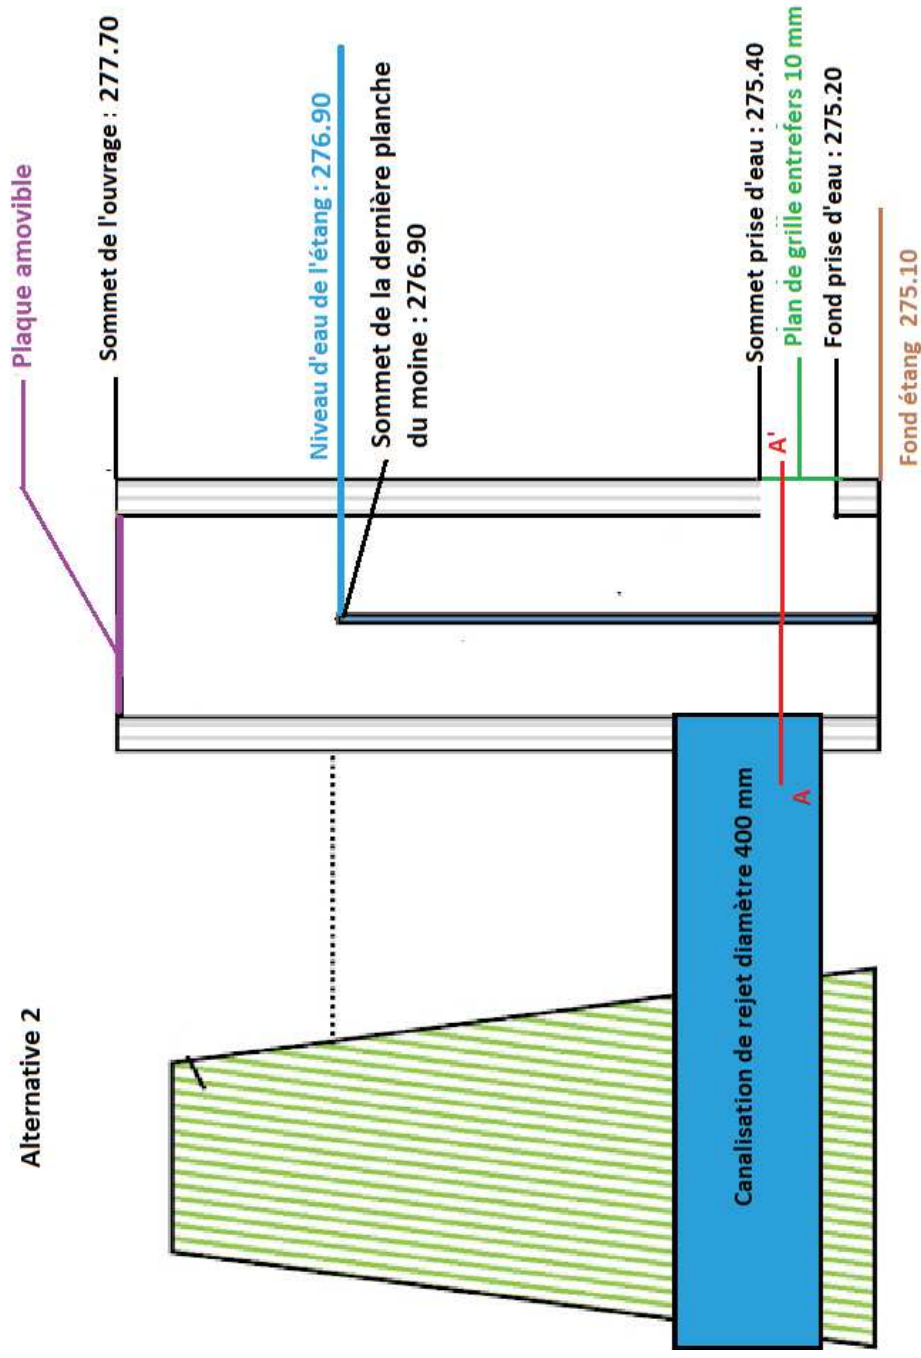 Alternative 2
Plaque amovible
Sommet de l'ouvrage : 277.70
Niveau d'eau de l'étang : 276.90
Sommet de la dernière planche
du moine : 276.90
Sommet prise d'eau : 275.40
A'
Plan de grille entrefers 10 mm
Fond prise d'eau : 275.20
Fond étang 275.10
Canalisation de rejet diamètre 400 mm
A